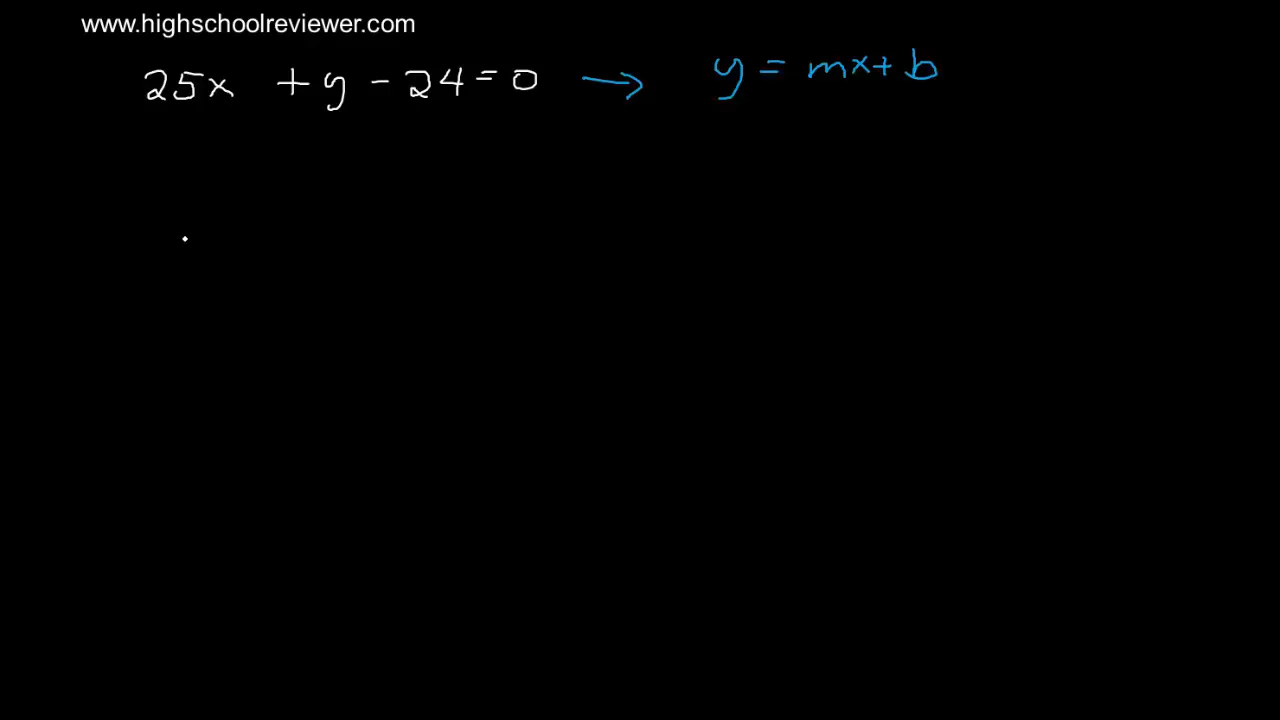 www.highschoolreviewer.com
25x + y - 24 = 0 → y = mx + b